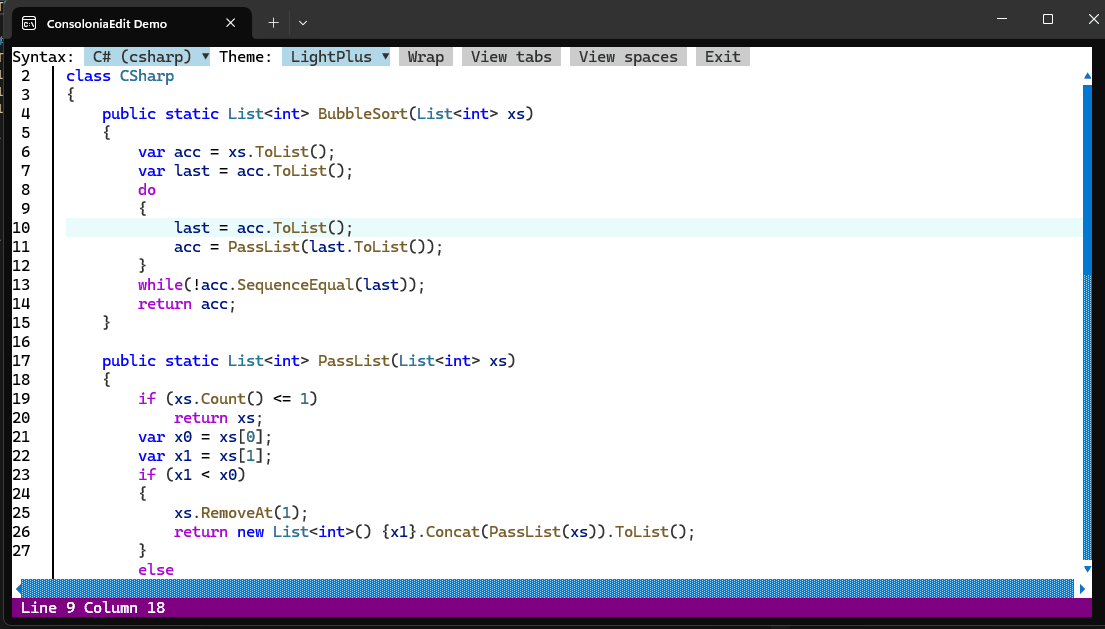 ConsoloniaEdit Demo
Syntax: C# (csharp) ▼ Theme: LightPlus ▼ Wrap View tabs View spaces Exit
2 class CSharp
3 {
4     public static List<int> BubbleSort(List<int> xs)
5     {
6         var acc = xs.ToList();
7         var last = acc.ToList();
8         do
9         {
10             last = acc.ToList();
11             acc = PassList(last.ToList());
12         }
13         while(!acc.SequenceEqual(last));
14         return acc;
15     }
16
17     public static List<int> PassList(List<int> xs)
18     {
19         if (xs.Count() <= 1)
20             return xs;
21         var x0 = xs[0];
22         var x1 = xs[1];
23         if (x1 < x0)
24         {
25             xs.RemoveAt(1);
26             return new List<int>() {x1}.Concat(PassList(xs)).ToList();
27         }
        else
Line 9 Column 18